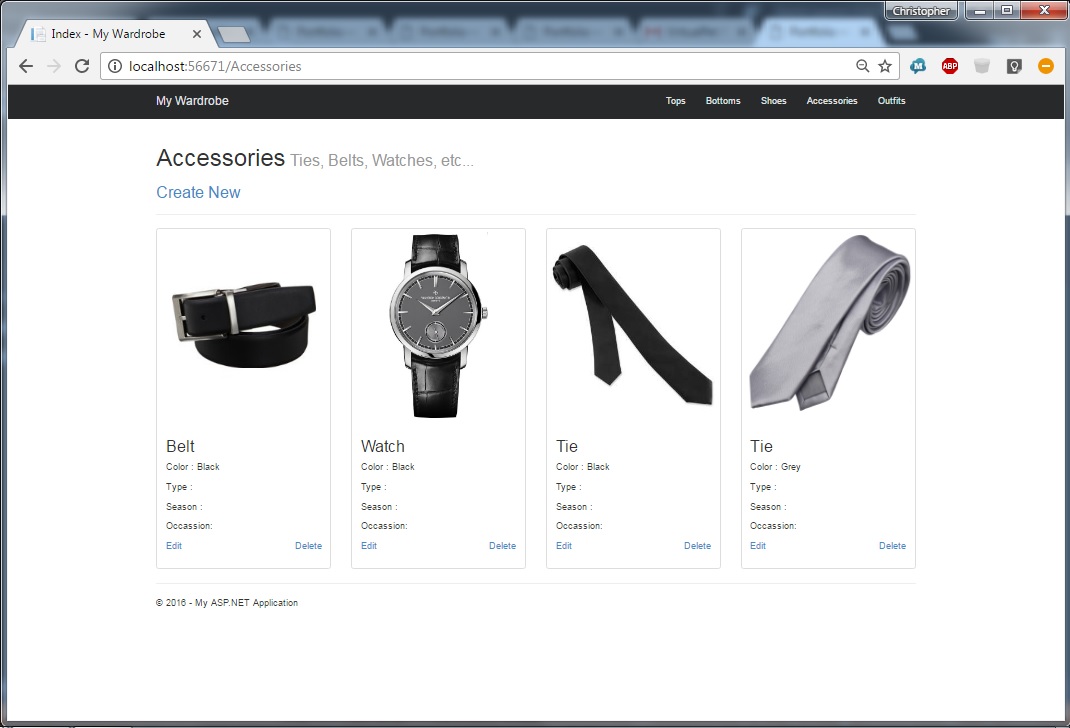 Christopher
Index - My Wardrobe
localhost:56671/Accessories
ABP
My Wardrobe Tops Bottoms Shoes Accessories Outfits
Accessories Ties, Belts, Watches, etc...
Create New
Belt
Color : Black
Type :
Season :
Occassion:
Edit Delete
Watch
Color : Black
Type :
Season :
Occassion:
Edit Delete
Tie
Color : Black
Type :
Season :
Occassion:
Edit Delete
Tie
Color : Grey
Type :
Season :
Occassion:
Edit Delete
© 2016 - My ASP.NET Application